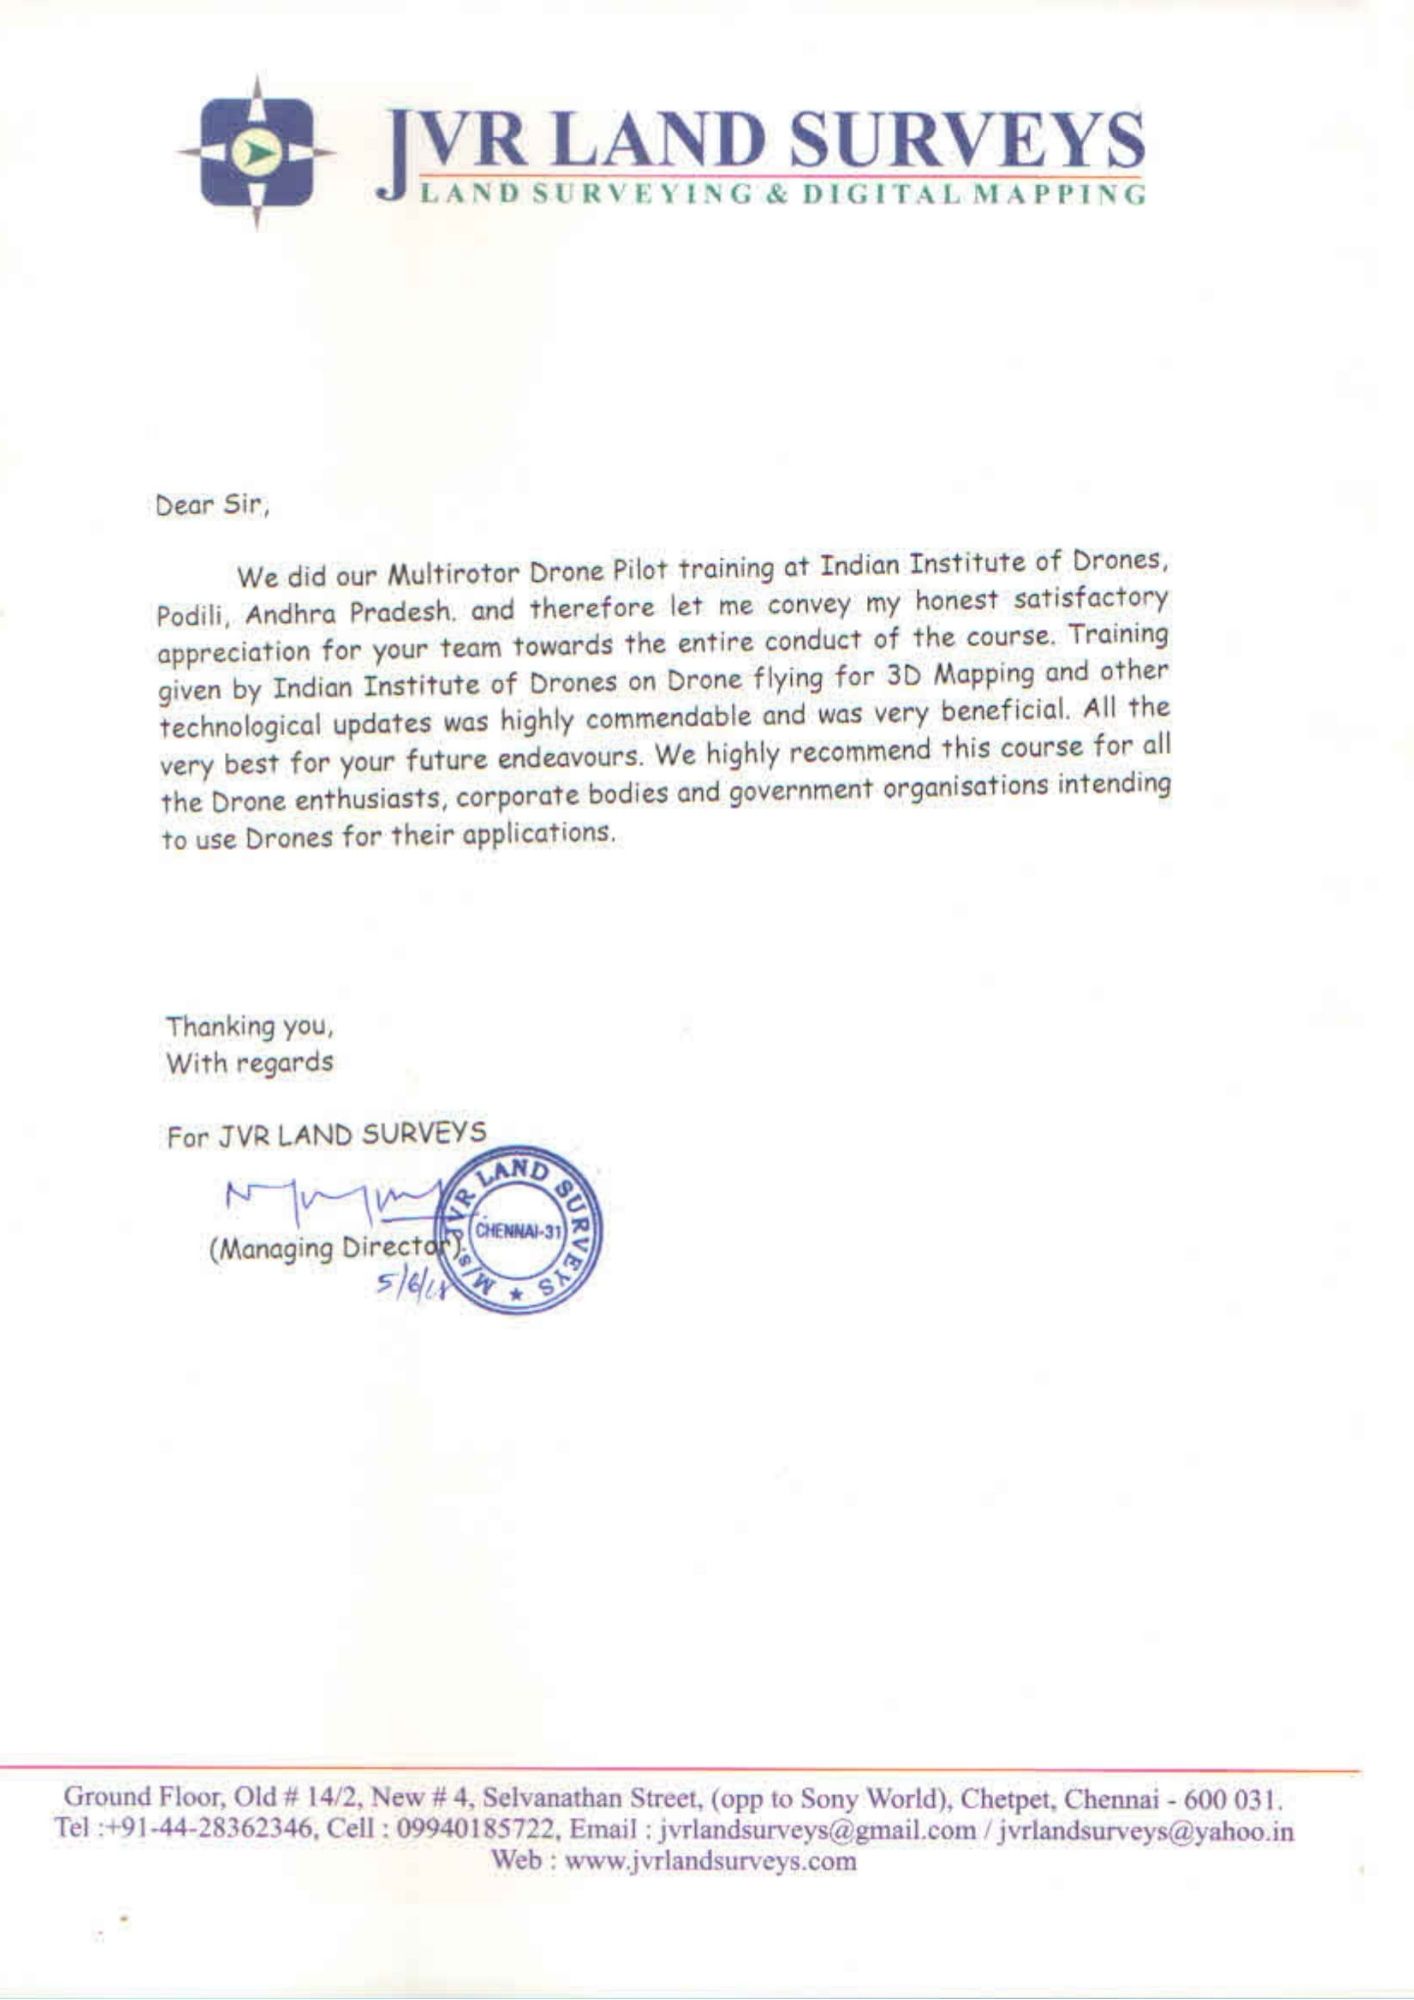 JVR LAND SURVEYS
LAND SURVEYING & DIGITAL MAPPING
Dear Sir,
We did our Multirotor Drone Pilot training at Indian Institute of Drones,
Podili, Andhra Pradesh. and therefore let me convey my honest satisfactory
appreciation for your team towards the entire conduct of the course. Training
given by Indian Institute of Drones on Drone flying for 3D Mapping and other
technological updates was highly commendable and was very beneficial. All the
very best for your future endeavours. We highly recommend this course for all
the Drone enthusiasts, corporate bodies and government organisations intending
to use Drones for their applications.
Thanking you,
With regards
For JVR LAND SURVEYS
(Managing Director)
5/6/18
M/s. JVR LAND SURVEYS ★
CHENNAI-31
Ground Floor, Old # 14/2, New # 4, Selvanathan Street, (opp to Sony World), Chetpet, Chennai - 600 031.
Tel :+91-44-28362346, Cell : 09940185722, Email : jvrlandsurveys@gmail.com / jvrlandsurveys@yahoo.in
Web : www.jvrlandsurveys.com